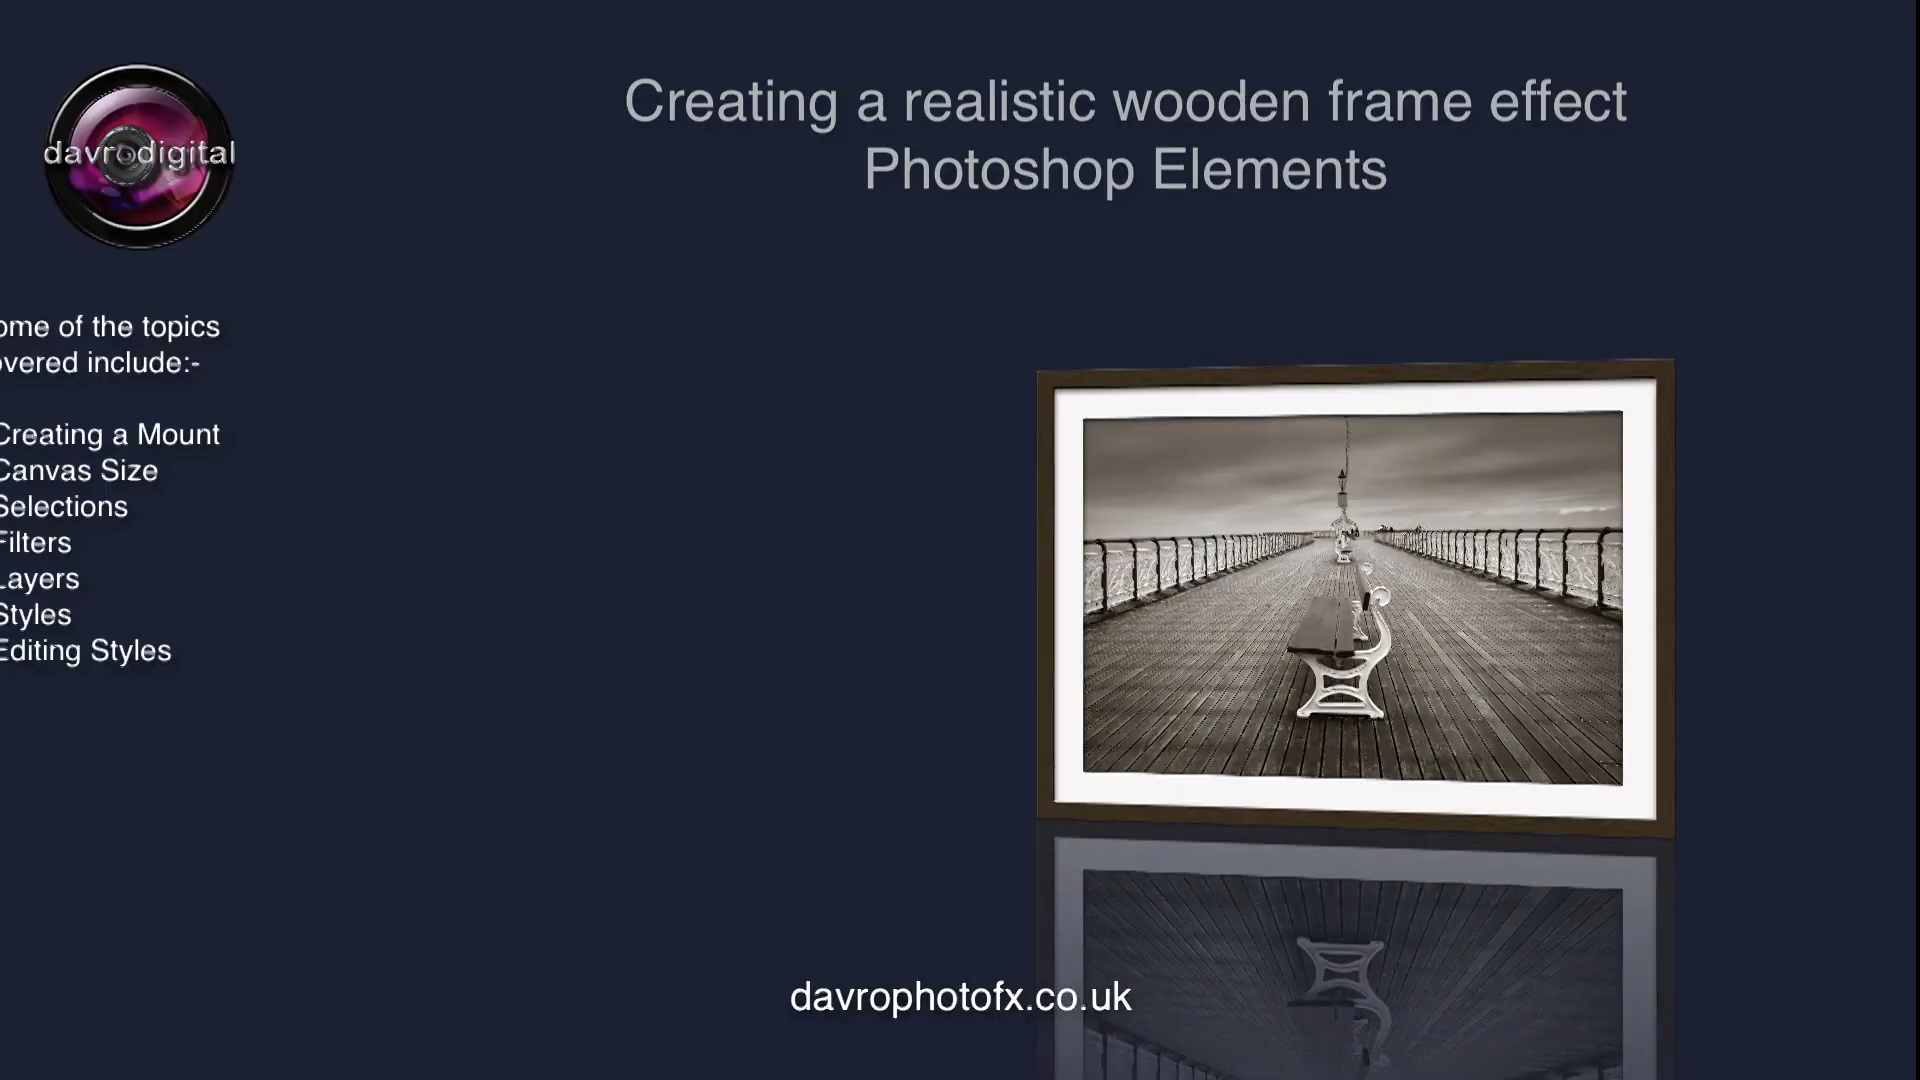 davrodigital
Creating a realistic wooden frame effect
Photoshop Elements
ome of the topics
overed include:-
Creating a Mount
Canvas Size
Selections
Filters
Layers
Styles
Editing Styles
davrophotofx.co.uk